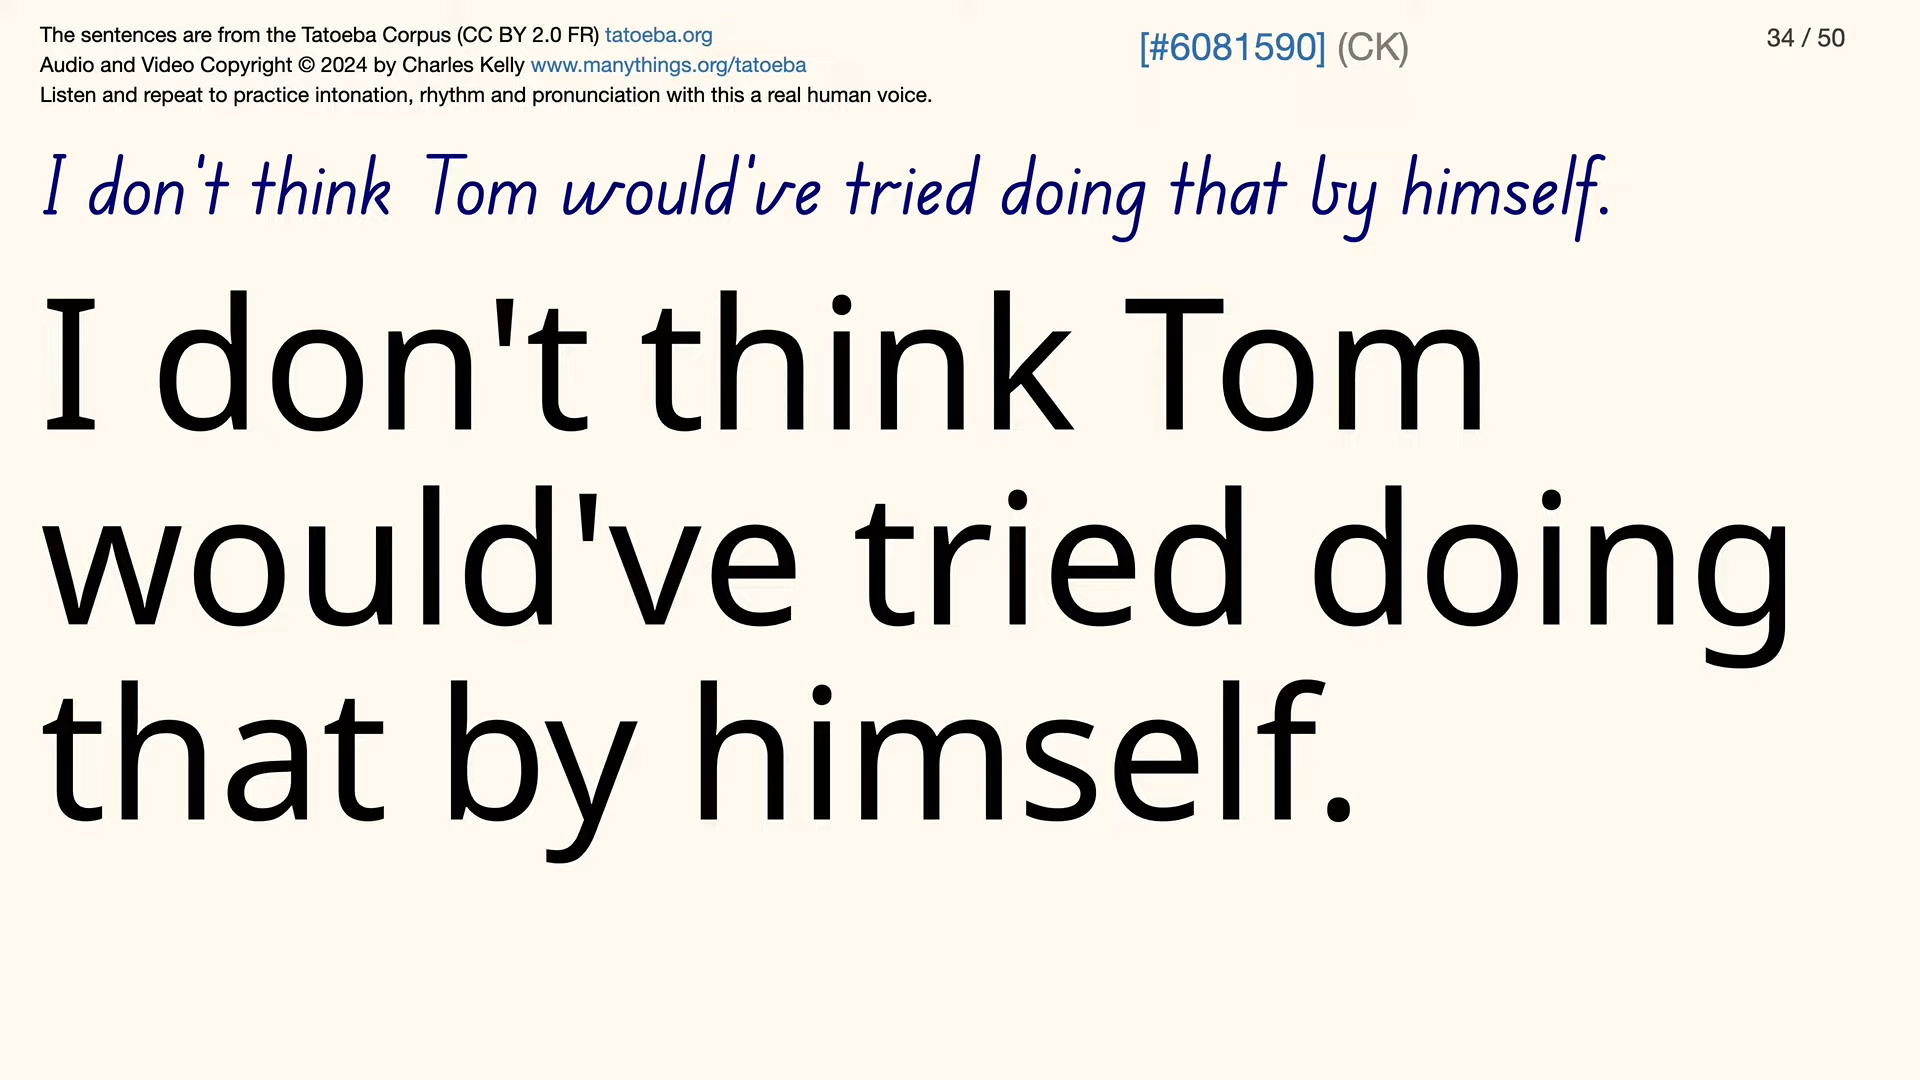 The sentences are from the Tatoeba Corpus (CC BY 2.0 FR) tatoeba.org
Audio and Video Copyright © 2024 by Charles Kelly www.manythings.org/tatoeba
Listen and repeat to practice intonation, rhythm and pronunciation with this a real human voice.
[#6081590] (CK)
34 / 50
I don't think Tom would've tried doing that by himself.
I don't think Tom
would've tried doing
that by himself.